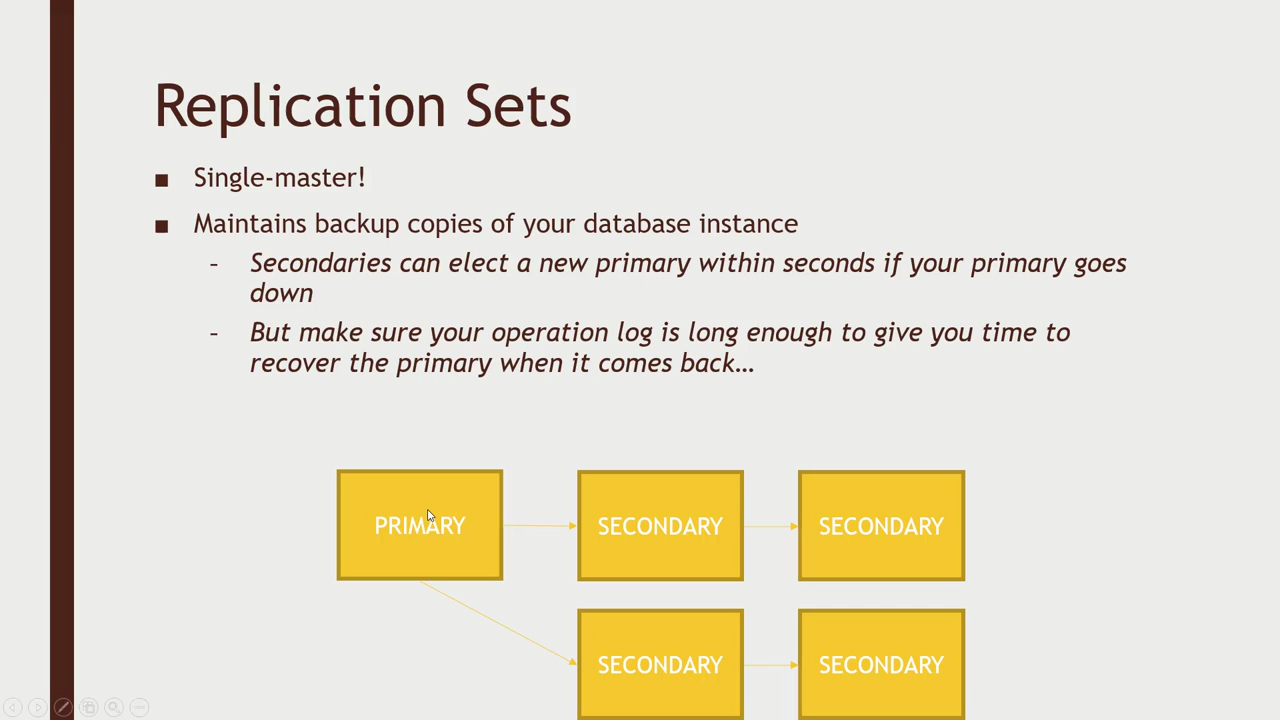 Replication Sets
■ Single-master!
■ Maintains backup copies of your database instance
– Secondaries can elect a new primary within seconds if your primary goes
down
– But make sure your operation log is long enough to give you time to
recover the primary when it comes back…
PRIMARY SECONDARY SECONDARY
SECONDARY SECONDARY